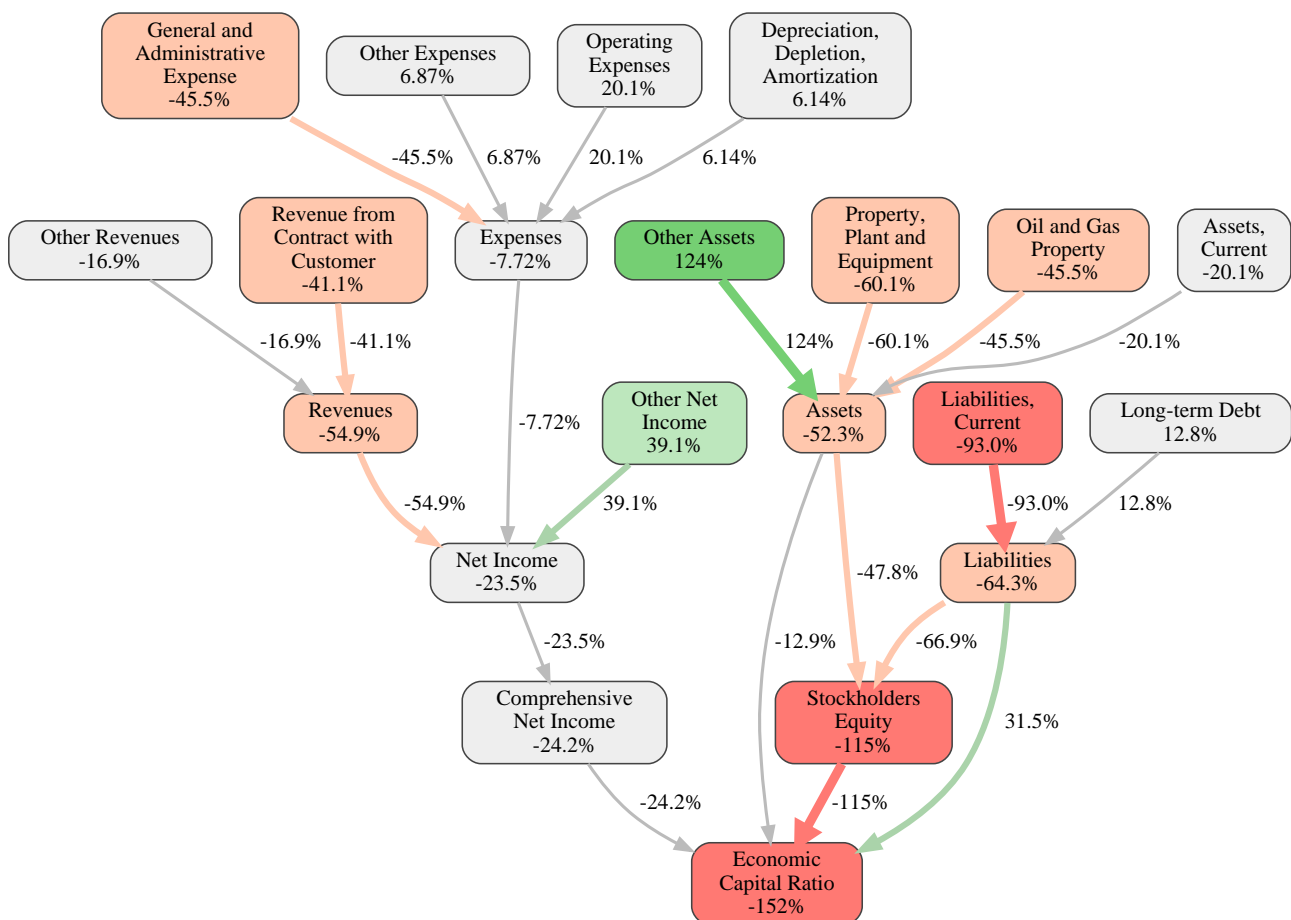 General and
Administrative
Expense
-45.5%
Other Expenses
6.87%
Operating
Expenses
20.1%
Depreciation,
Depletion,
Amortization
6.14%
-45.5%
6.87%
20.1%
6.14%
Other Revenues
-16.9%
Revenue from
Contract with
Customer
-41.1%
Expenses
-7.72%
Other Assets
124%
Property,
Plant and
Equipment
-60.1%
Oil and Gas
Property
-45.5%
Assets,
Current
-20.1%
-16.9%
-41.1%
124%
-60.1%
-45.5%
-20.1%
Revenues
-54.9%
-7.72%
Other Net
Income
39.1%
Assets
-52.3%
Liabilities,
Current
-93.0%
Long-term Debt
12.8%
-54.9%
39.1%
-93.0%
12.8%
Net Income
-23.5%
-47.8%
Liabilities
-64.3%
-23.5%
-12.9%
-66.9%
Comprehensive
Net Income
-24.2%
Stockholders
Equity
-115%
31.5%
-24.2%
-115%
Economic
Capital Ratio
-152%